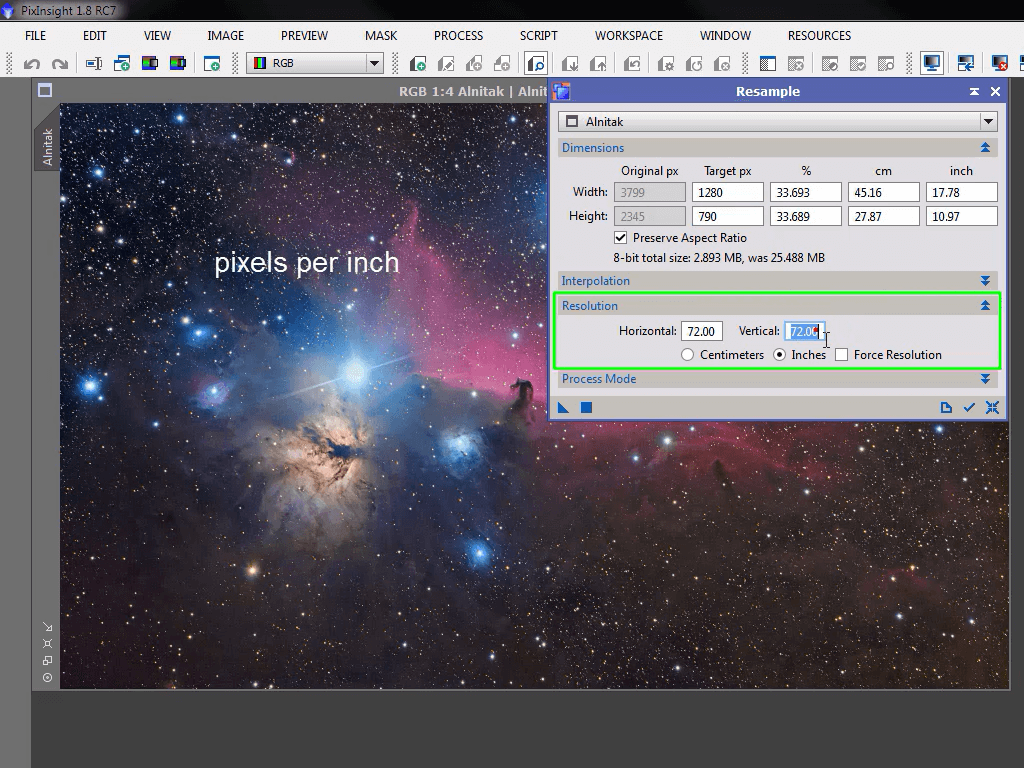 PixInsight 1.8 RC7
FILE EDIT VIEW IMAGE PREVIEW MASK PROCESS SCRIPT WORKSPACE WINDOW RESOURCES
RGB
RGB 1:4 Alnitak | Alnit
Alnitak
pixels per inch
Resample
Alnitak
Dimensions
Original px Target px % cm inch
Width: 3799 1280 33.693 45.16 17.78
Height: 2345 790 33.689 27.87 10.97
Preserve Aspect Ratio
8-bit total size: 2.893 MB, was 25.488 MB
Interpolation
Resolution
Horizontal: 72.00 Vertical: 72.00
Centimeters Inches Force Resolution
Process Mode